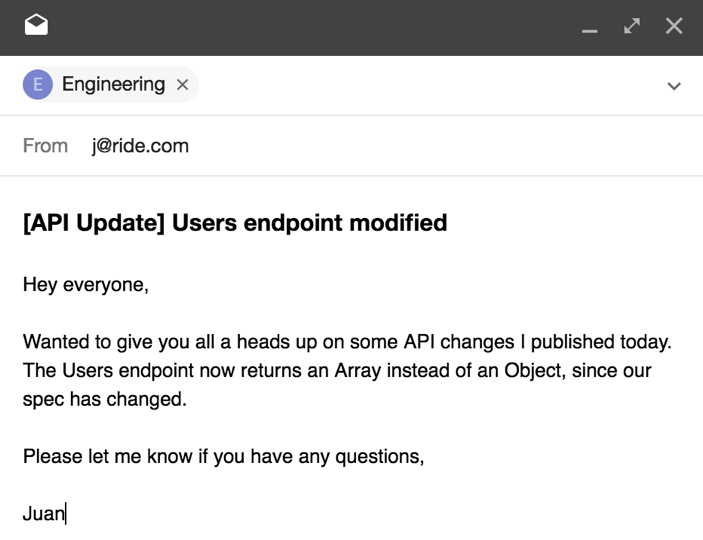 E Engineering
From j@ride.com
[API Update] Users endpoint modified
Hey everyone,
Wanted to give you all a heads up on some API changes I published today.
The Users endpoint now returns an Array instead of an Object, since our
spec has changed.
Please let me know if you have any questions,
Juan